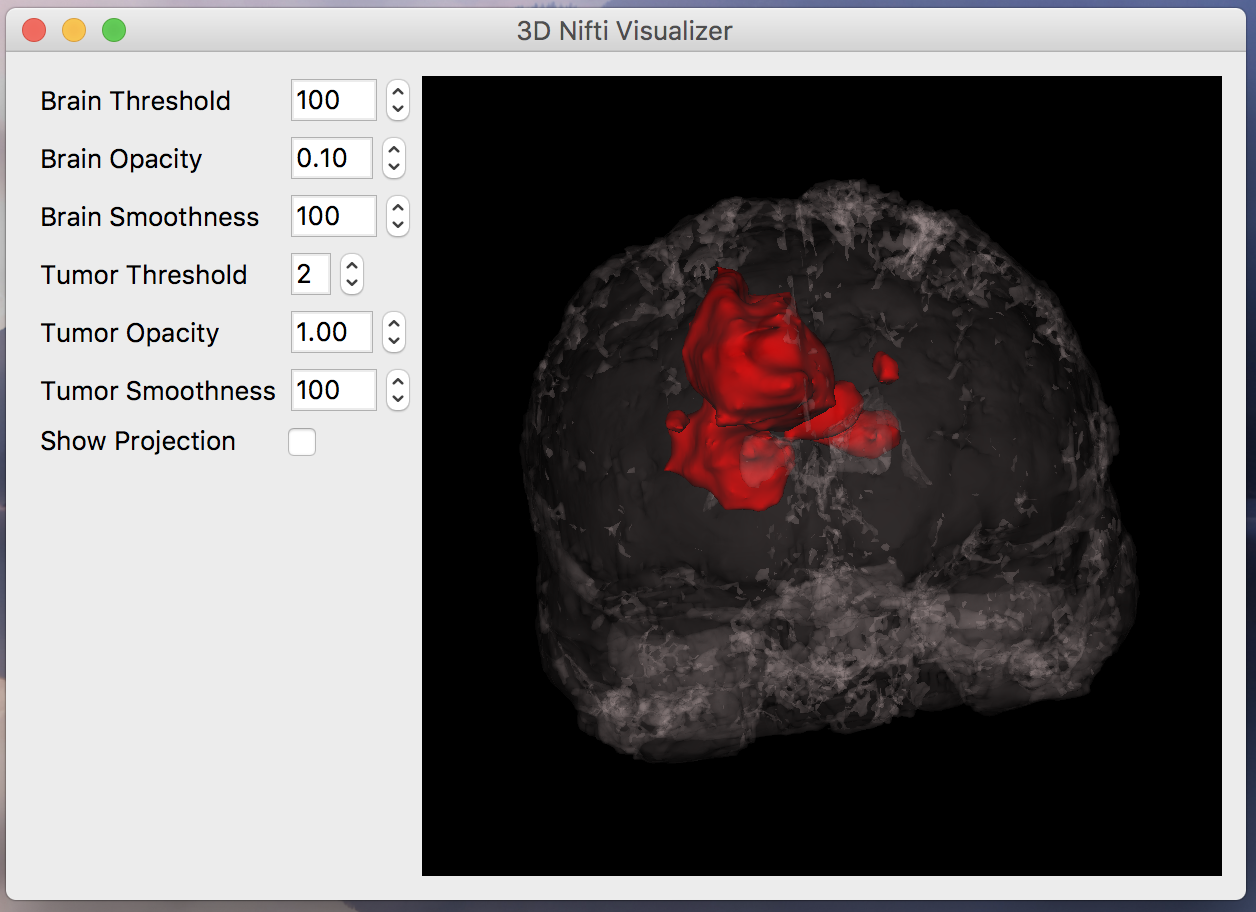 3D Nifti Visualizer
Brain Threshold 100
Brain Opacity 0.10
Brain Smoothness 100
Tumor Threshold 2
Tumor Opacity 1.00
Tumor Smoothness 100
Show Projection